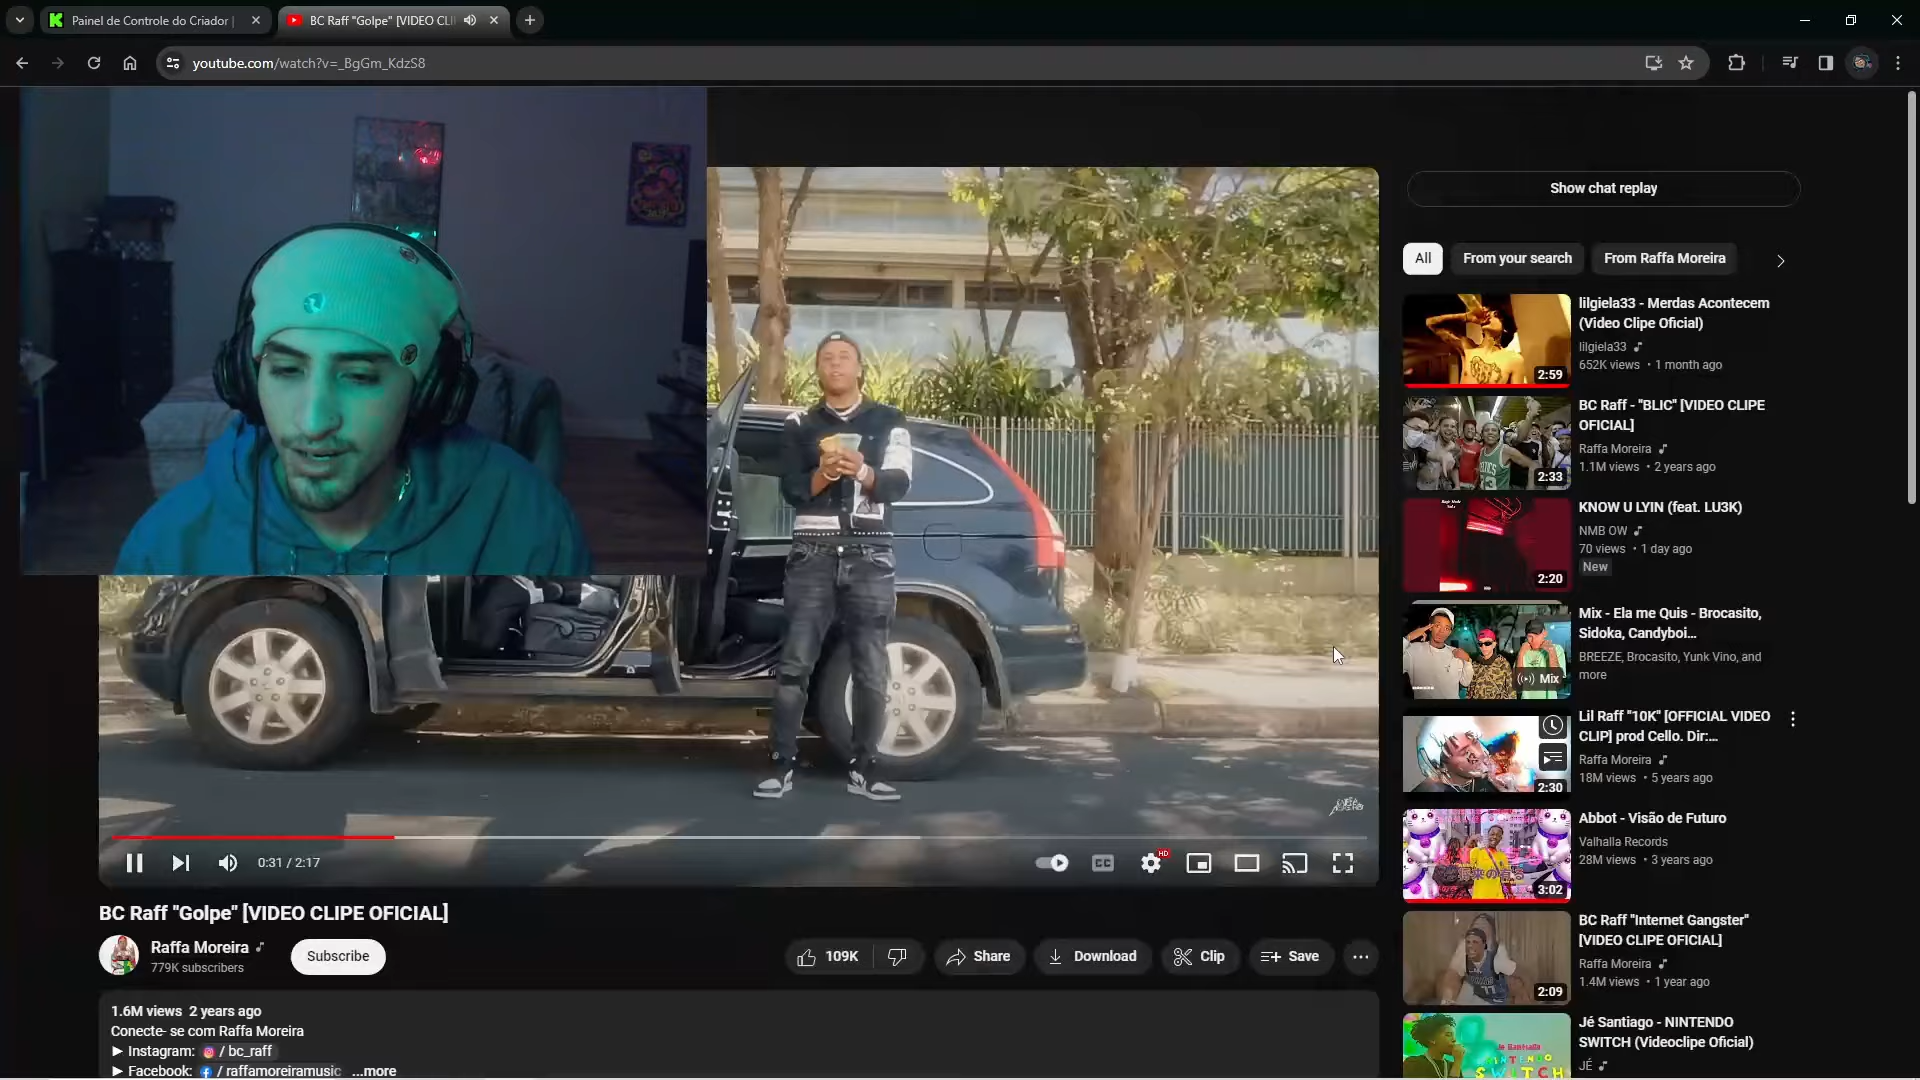 Painel de Controle do Criador |
BC Raff "Golpe" [VIDEO CLI
youtube.com/watch?v=_BgGm_KdzS8
Show chat replay
All
From your search
From Raffa Moreira
lilgiela33 - Merdas Acontecem
(Video Clipe Oficial)
lilgiela33
652K views • 1 month ago
2:59
BC Raff - "BLIC" [VIDEO CLIPE
OFICIAL]
Raffa Moreira
1.1M views • 2 years ago
2:33
KNOW U LYIN (feat. LU3K)
NMB OW
70 views • 1 day ago
New
2:20
Mix - Ela me Quis - Brocasito,
Sidoka, Candyboi...
BREEZE, Brocasito, Yunk Vino, and
more
Mix
Lil Raff "10K" [OFFICIAL VIDEO
CLIP] prod Cello. Dir:...
Raffa Moreira
18M views • 5 years ago
2:30
Abbot - Visão de Futuro
Valhalla Records
28M views • 3 years ago
3:02
BC Raff "Internet Gangster"
[VIDEO CLIPE OFICIAL]
Raffa Moreira
1.4M views • 1 year ago
2:09
Jé Santiago - NINTENDO
SWITCH (Videoclipe Oficial)
JÉ
0:31 / 2:17
CC
HD
BC Raff "Golpe" [VIDEO CLIPE OFICIAL]
Raffa Moreira
779K subscribers
Subscribe
109K
Share
Download
Clip
Save
1.6M views 2 years ago
Conecte- se com Raffa Moreira
► Instagram: / bc_raff
► Facebook: / raffamoreiramusic ...more